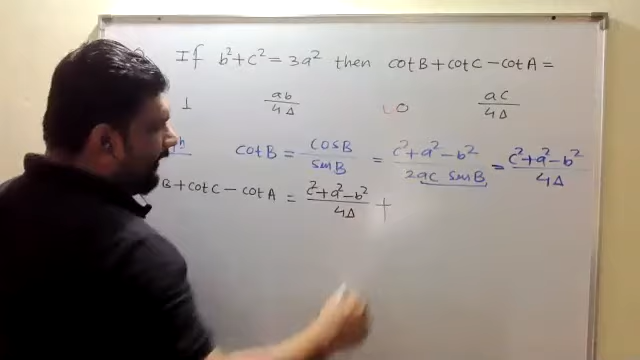 If b²+c² = 3a² then cotB+cotC-cotA =
1 ab/4Δ 0 ac/4Δ
cotB = cosB/sinB = c²+a²-b²/2ac sinB = c²+a²-b²/4Δ
B+cotC-cotA = c²+a²-b²/4Δ +